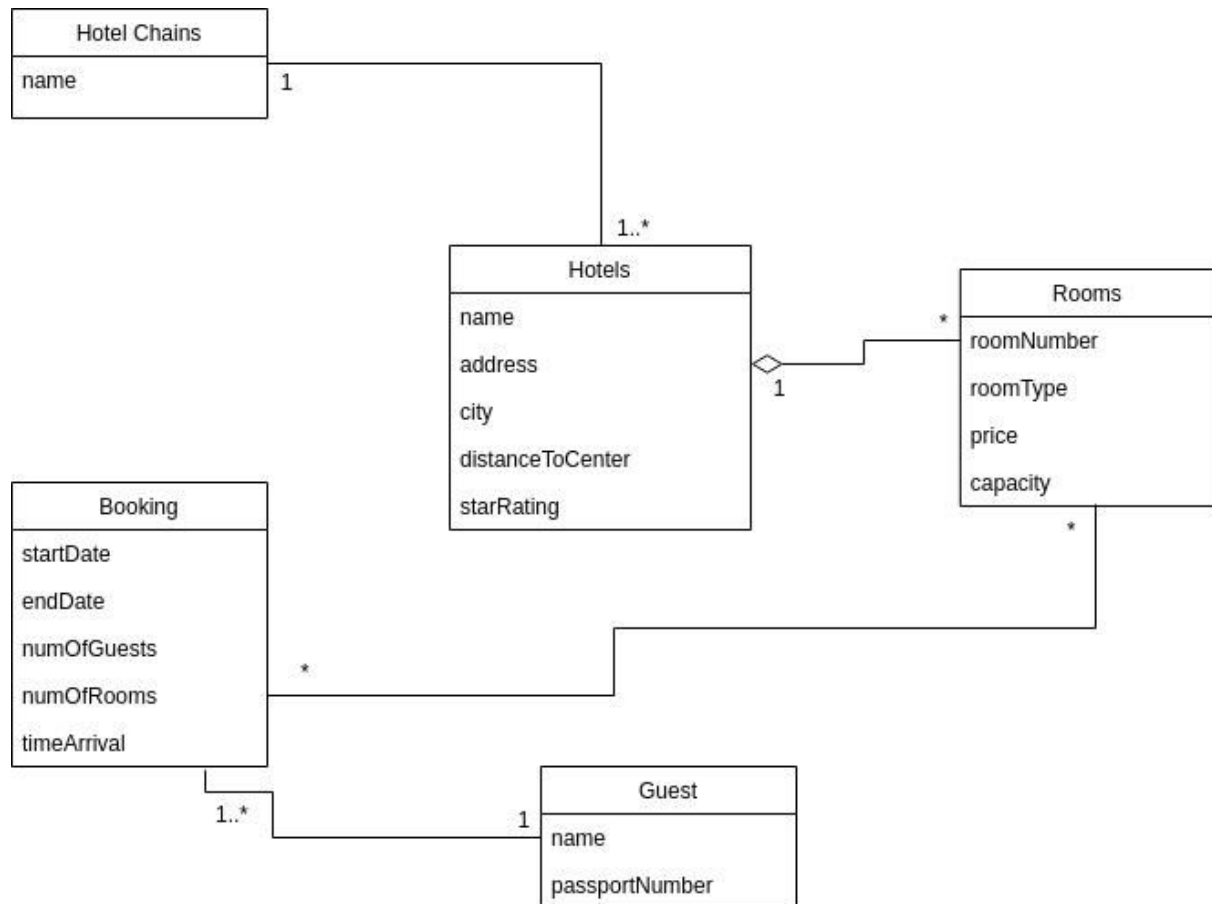 Hotel Chains
name
1
1..*
Hotels
name
address
city
distanceToCenter
starRating
1
*
Rooms
roomNumber
roomType
price
capacity
*
Booking
startDate
endDate
numOfGuests
numOfRooms
timeArrival
*
1..*
1
Guest
name
passportNumber